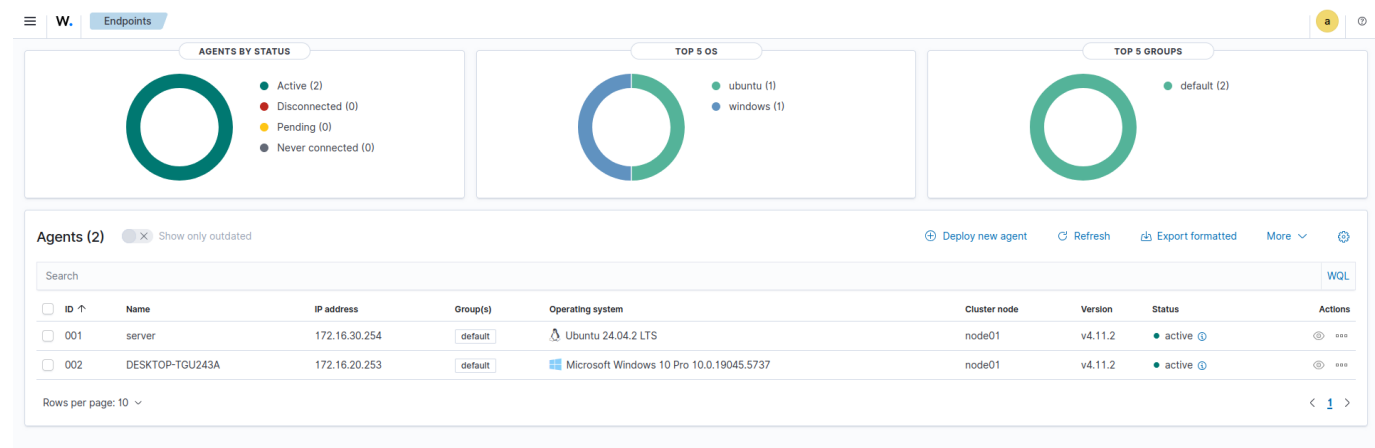 W. Endpoints a
AGENTS BY STATUS
Active (2)
Disconnected (0)
Pending (0)
Never connected (0)
TOP 5 OS
ubuntu (1)
windows (1)
TOP 5 GROUPS
default (2)
Agents (2) Show only outdated Deploy new agent Refresh Export formatted More
Search WQL
ID Name IP address Group(s) Operating system Cluster node Version Status Actions
001 server 172.16.30.254 default Ubuntu 24.04.2 LTS node01 v4.11.2 active
002 DESKTOP-TGU243A 172.16.20.253 default Microsoft Windows 10 Pro 10.0.19045.5737 node01 v4.11.2 active
Rows per page: 10 1